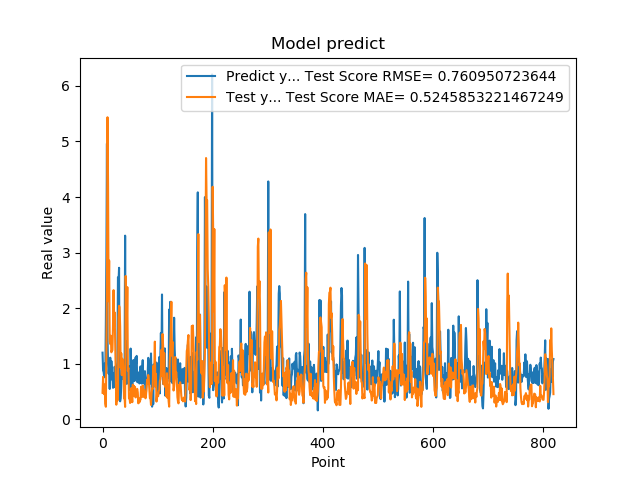 Model predict
Predict y... Test Score RMSE= 0.760950723644
Test y... Test Score MAE= 0.5245853221467249
Real value
6
5
4
3
2
1
0
0 200 400 600 800
Point